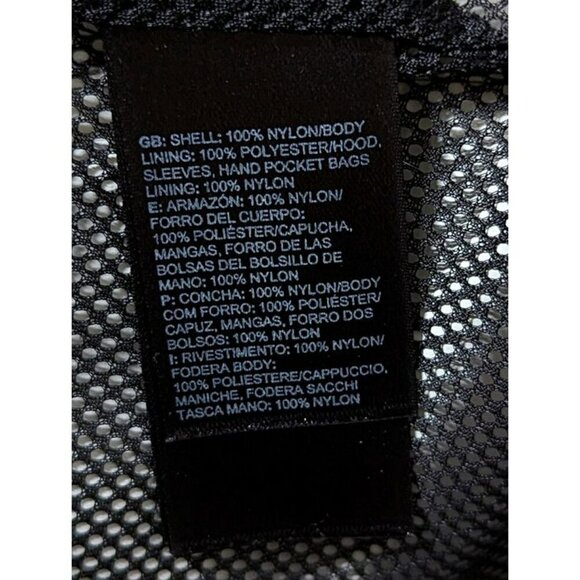 GB: SHELL: 100% NYLON/BODY
LINING: 100% POLYESTER/HOOD,
SLEEVES, HAND POCKET BAGS
LINING: 100% NYLON
E: ARMAZÓN: 100% NYLON/
FORRO DEL CUERPO:
100% POLIÉSTER/CAPUCHA,
MANGAS, FORRO DE LAS
BOLSAS DEL BOLSILLO DE
MANO: 100% NYLON
P: CONCHA: 100% NYLON/BODY
COM FORRO: 100% POLIÉSTER/
CAPUZ, MANGAS, FORRO DOS
BOLSOS: 100% NYLON
I: RIVESTIMENTO: 100% NYLON/
FODERA BODY:
100% POLIESTERE/CAPPUCCIO,
MANICHE, FODERA SACCHI
TASCA MANO: 100% NYLON